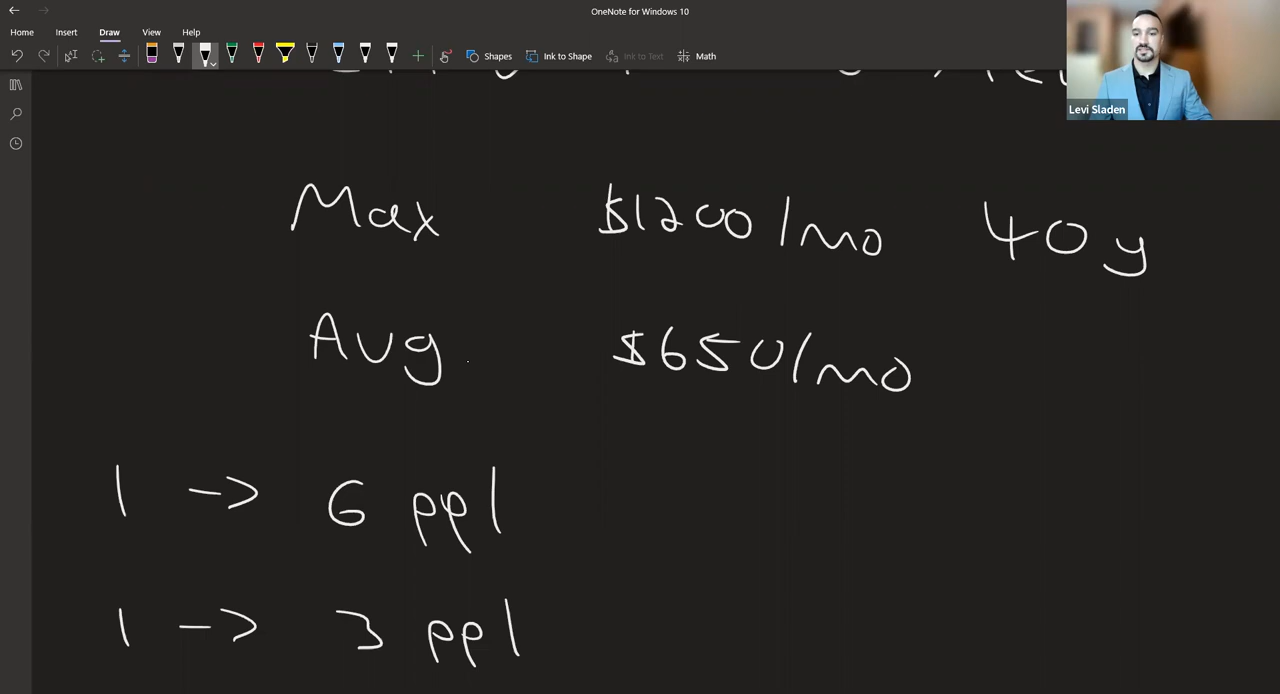 OneNote for Windows 10
Home Insert Draw View Help
Shapes Ink to Shape Ink to Text Math
Levi Sladen
Max $1200/mo 40y
Avg $650/mo
1 -> 6 ppl
1 -> 3 ppl